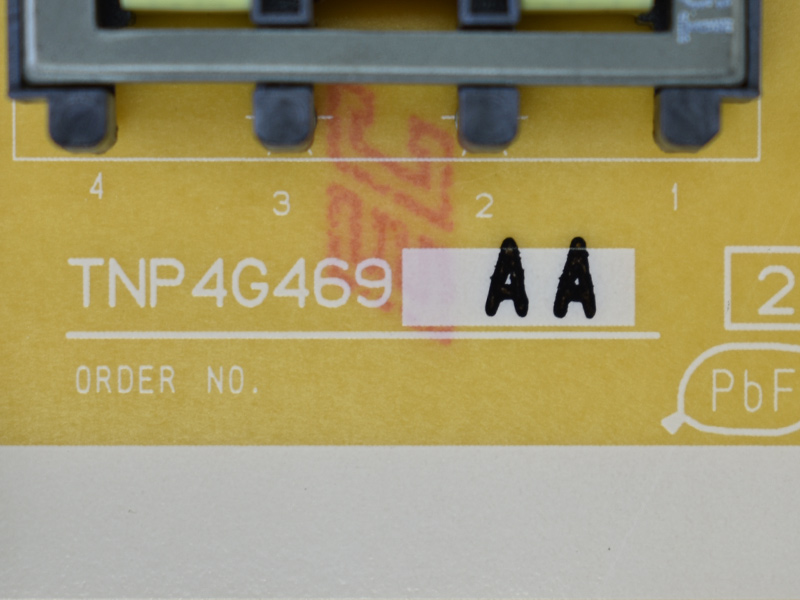 4 3 2 1
TNP4G469 AA 2
ORDER NO.
PbF